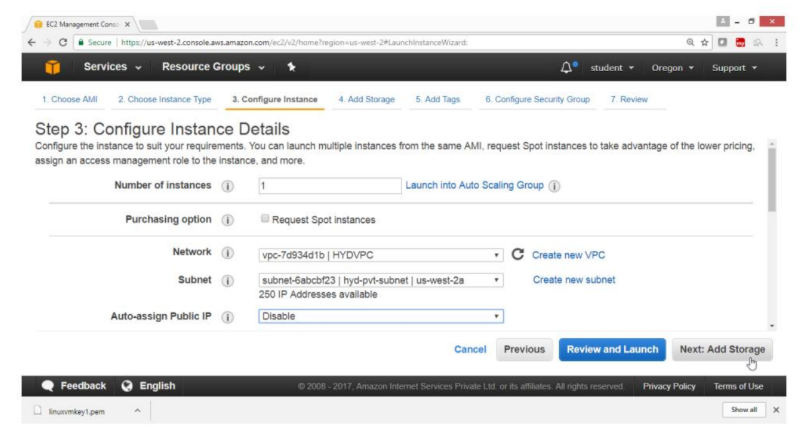 EC2 Management Conso
Secure | https://us-west-2.console.aws.amazon.com/ec2/v2/home?region=us-west-2#LaunchInstanceWizard:
Services Resource Groups student Oregon Support
1. Choose AMI 2. Choose Instance Type 3. Configure Instance 4. Add Storage 5. Add Tags 6. Configure Security Group 7. Review
Step 3: Configure Instance Details
Configure the instance to suit your requirements. You can launch multiple instances from the same AMI, request Spot instances to take advantage of the lower pricing,
assign an access management role to the instance, and more.
Number of instances 1 Launch into Auto Scaling Group
Purchasing option Request Spot instances
Network vpc-7d934d1b | HYDVPC Create new VPC
Subnet subnet-6abcbf23 | hyd-pvt-subnet | us-west-2a Create new subnet
250 IP Addresses available
Auto-assign Public IP Disable
Cancel Previous Review and Launch Next: Add Storage
Feedback English © 2008 - 2017, Amazon Internet Services Private Ltd. or its affiliates. All rights reserved. Privacy Policy Terms of Use
linuxvmkey1.pem Show all